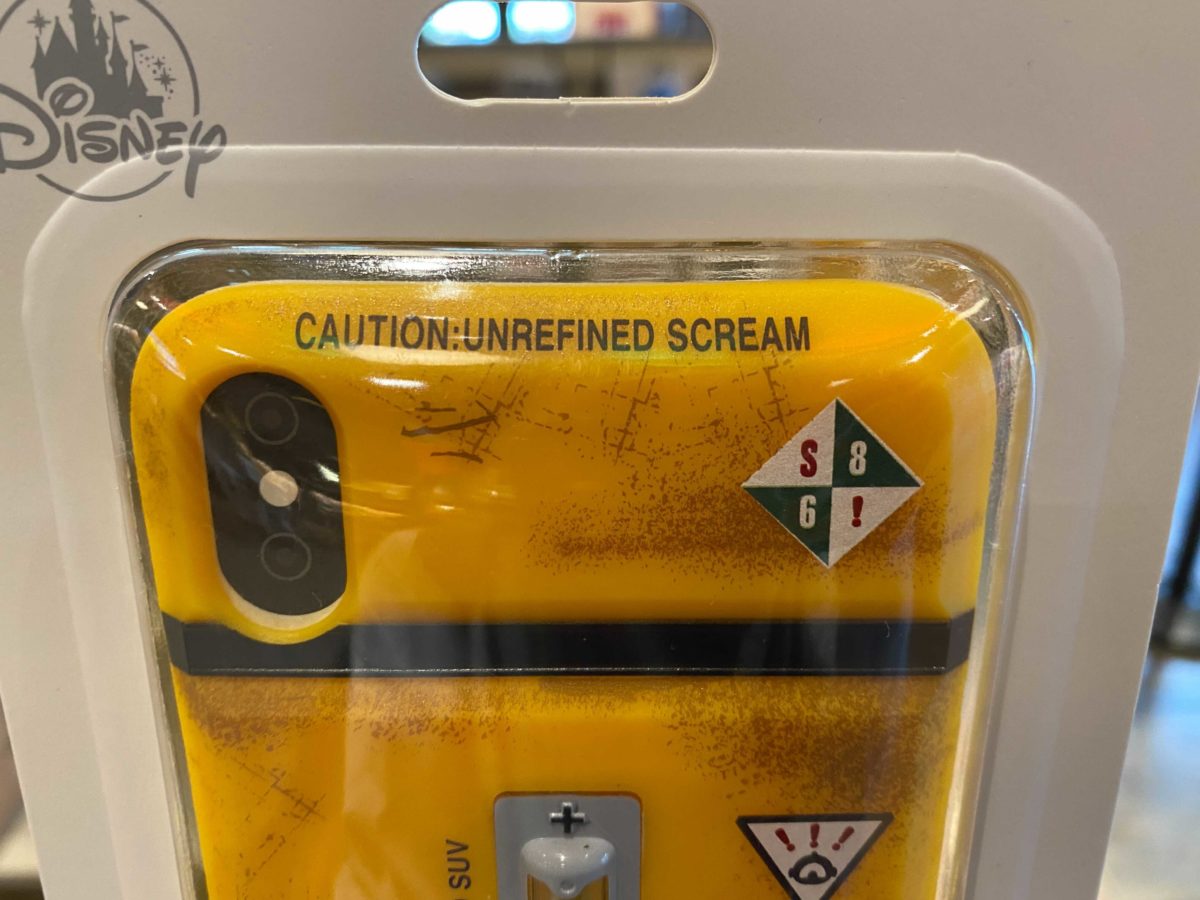 DISNEY
CAUTION:UNREFINED SCREAM
S 8
6 !
+
! ! !
SUV